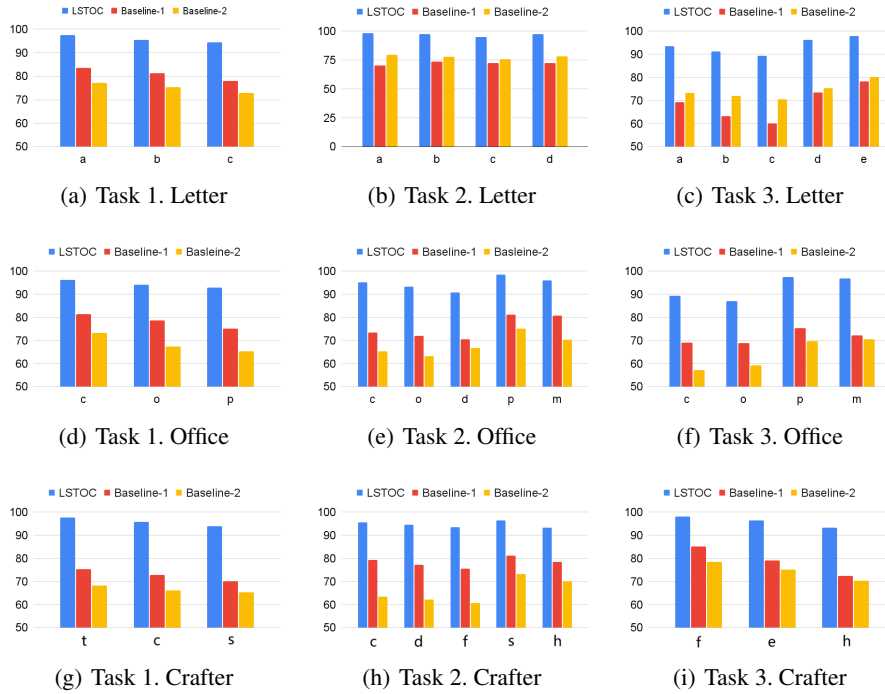 LSTOC Baseline-1 Baseline-2
100
90
80
70
60
50
a b c
(a) Task 1. Letter
LSTOC Baseline-1 Baseline-2
100
75
50
25
0
a b c d
(b) Task 2. Letter
LSTOC Baseline-1 Baseline-2
100
90
80
70
60
50
a b c d e
(c) Task 3. Letter
LSTOC Baseline-1 Basleine-2
100
90
80
70
60
50
c o p
(d) Task 1. Office
LSTOC Baseline-1 Basleine-2
100
90
80
70
60
50
c o d p m
(e) Task 2. Office
LSTOC Baseline-1 Basleine-2
100
90
80
70
60
50
c o p m
(f) Task 3. Office
LSTOC Baseline-1 Baseline-2
100
90
80
70
60
50
t c s
(g) Task 1. Crafter
LSTOC Baseline-1 Baseline-2
100
90
80
70
60
50
c d f s h
(h) Task 2. Crafter
LSTOC Baseline-1 Baseline-2
100
90
80
70
60
50
f e h
(i) Task 3. Crafter